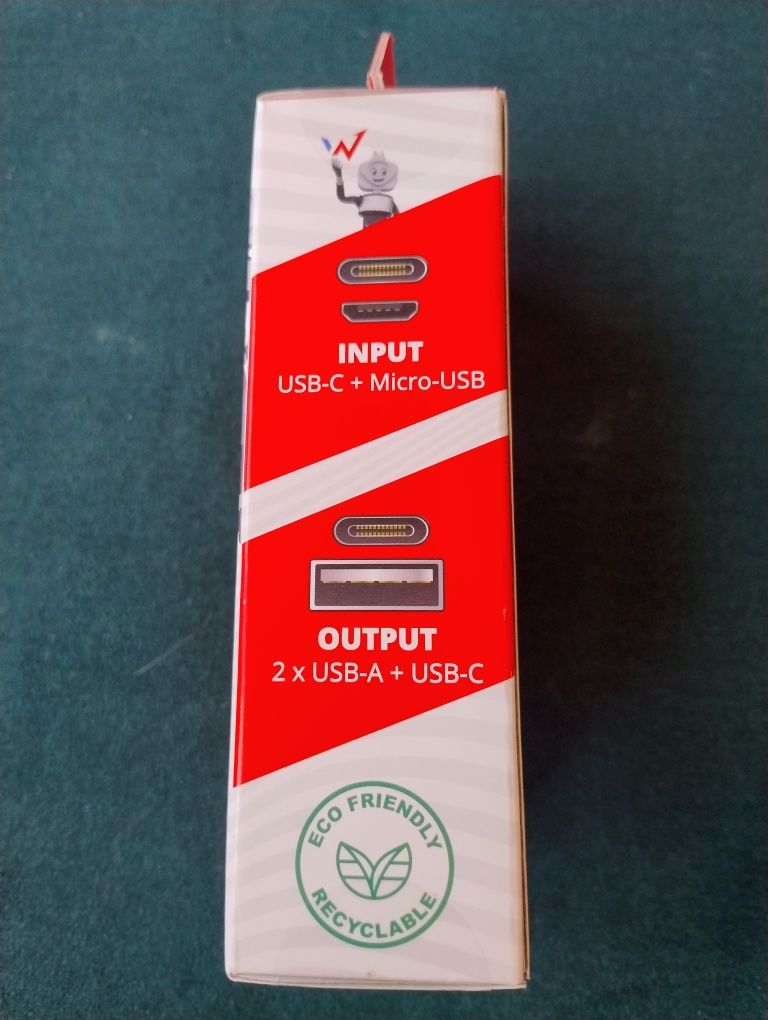 INPUT
USB-C + Micro-USB
OUTPUT
2 x USB-A + USB-C
ECO FRIENDLY
RECYCLABLE